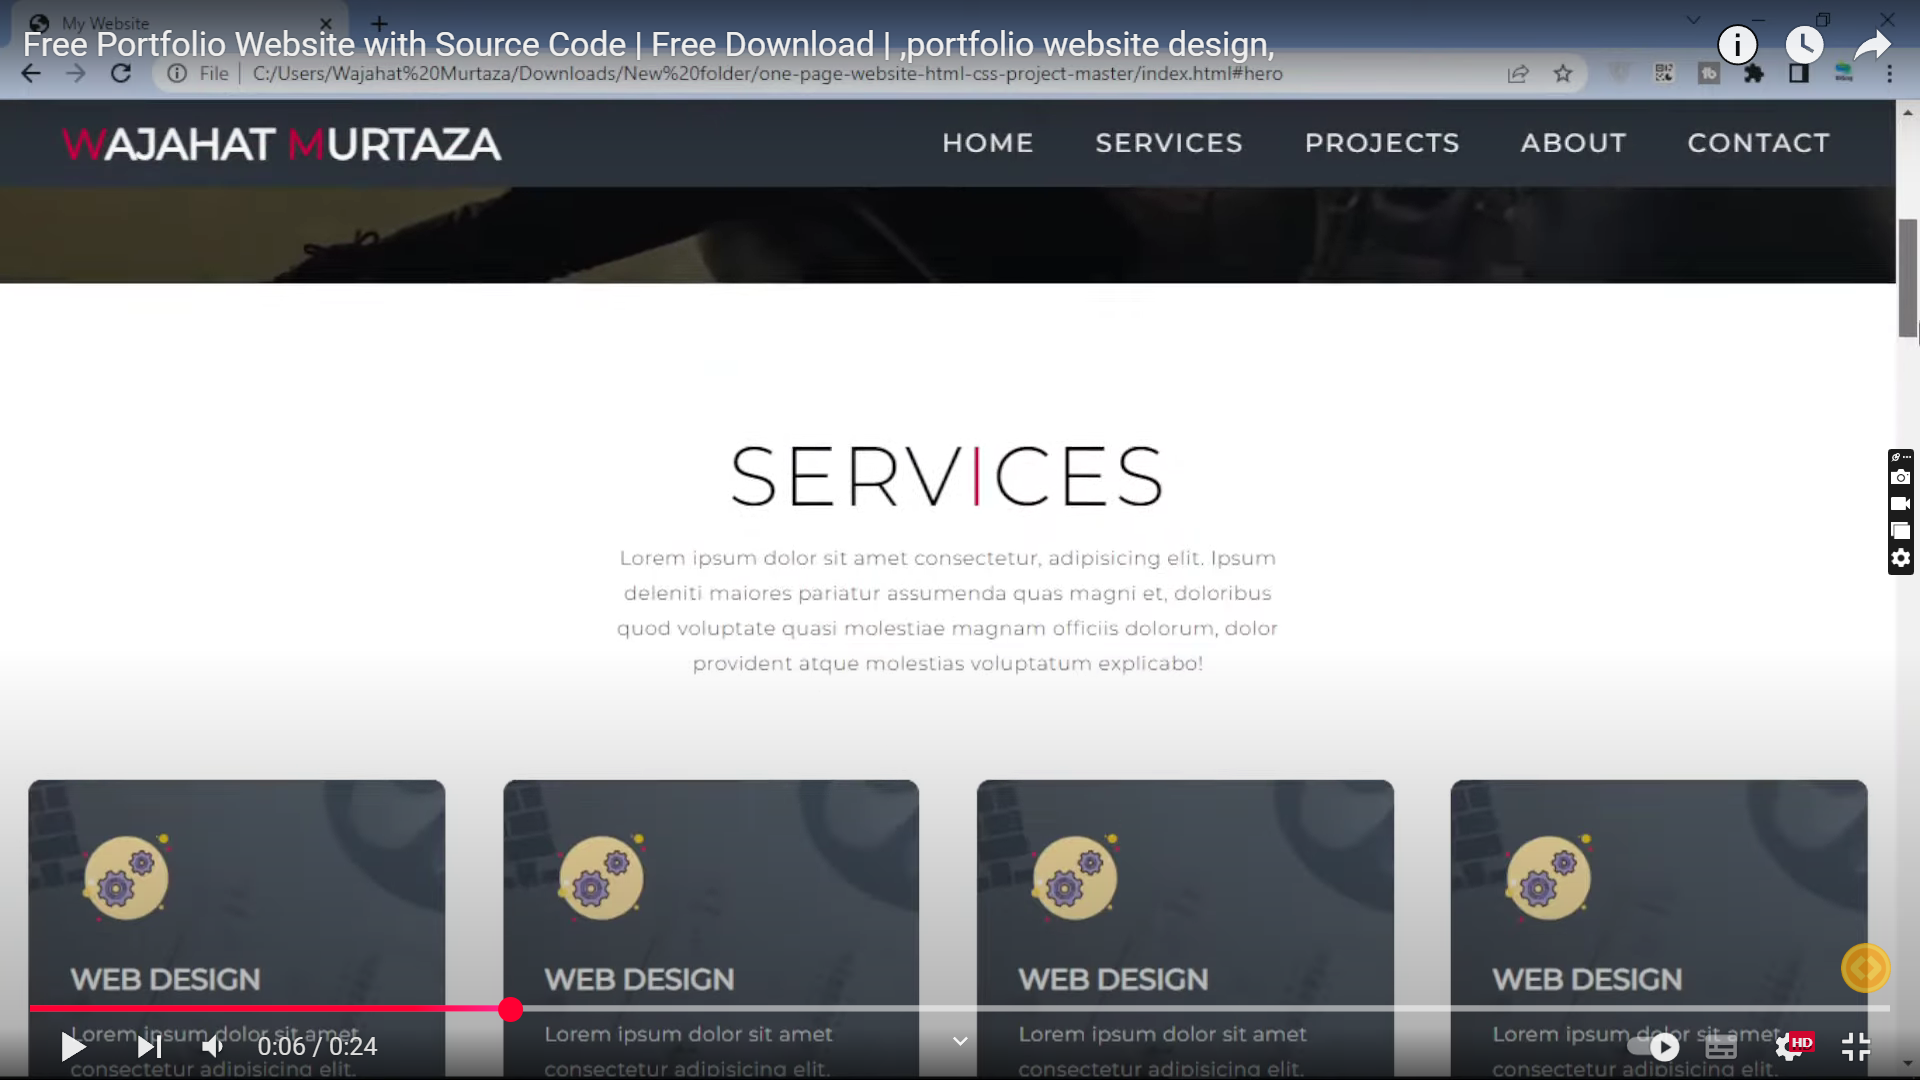 My Website
Free Portfolio Website with Source Code | Free Download | ,portfolio website design,
File | C:/Users/Wajahat%20Murtaza/Downloads/New%20folder/one-page-website-html-css-project-master/index.html#hero
WAJAHAT MURTAZA
HOME SERVICES PROJECTS ABOUT CONTACT
SERVICES
Lorem ipsum dolor sit amet consectetur, adipisicing elit. Ipsum
deleniti maiores pariatur assumenda quas magni et, doloribus
quod voluptate quasi molestiae magnam officiis dolorum, dolor
provident atque molestias voluptatum explicabo!
WEB DESIGN WEB DESIGN WEB DESIGN WEB DESIGN
Lorem ipsum dolor sit amet Lorem ipsum dolor sit amet Lorem ipsum dolor sit amet Lorem ipsum dolor sit amet
0:06 / 0:24
HD
consectetur adipisicing elit. consectetur adipisicing elit. consectetur adipisicing elit. consectetur adipisicing elit.